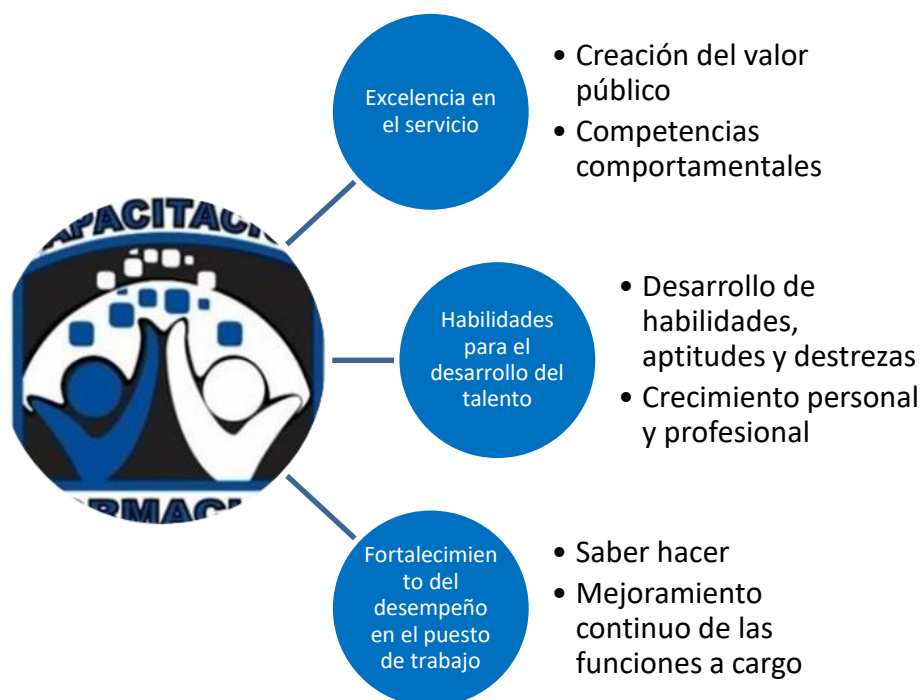 Excelencia en
el servicio
• Creación del valor
público
• Competencias
comportamentales
APACITACIÓ
Habilidades
para el
desarrollo del
talento
• Desarrollo de
habilidades,
aptitudes y destrezas
• Crecimiento personal
y profesional
RMACI
Fortalecimien
to del
desempeño
en el puesto
de trabajo
• Saber hacer
• Mejoramiento
continuo de las
funciones a cargo